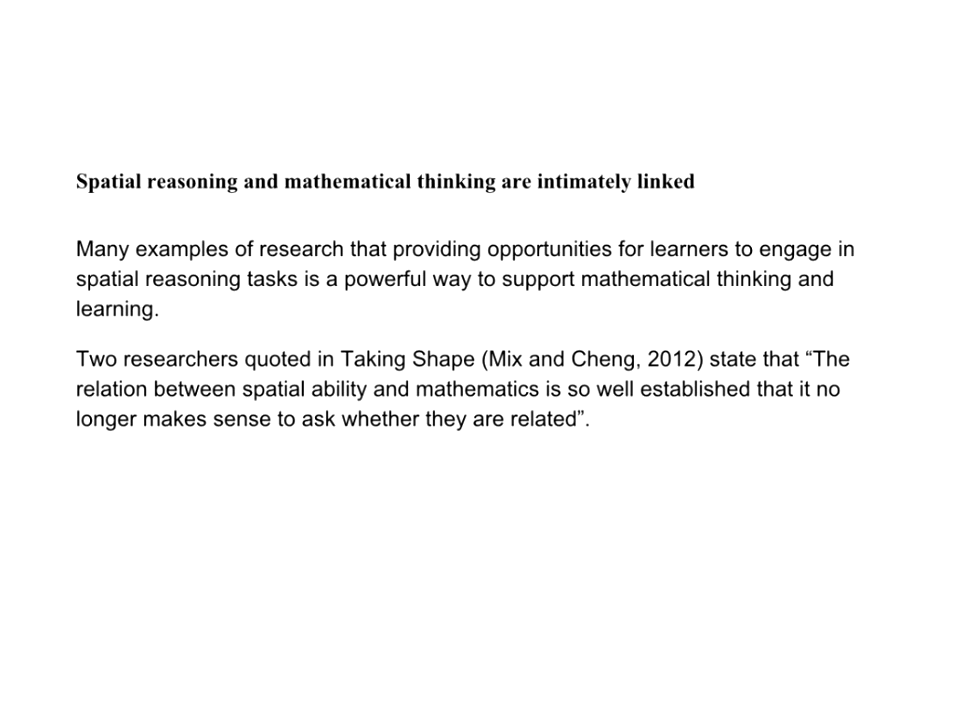 Spatial reasoning and mathematical thinking are intimately linked
Many examples of research that providing opportunities for learners to engage in
spatial reasoning tasks is a powerful way to support mathematical thinking and
learning.
Two researchers quoted in Taking Shape (Mix and Cheng, 2012) state that “The
relation between spatial ability and mathematics is so well established that it no
longer makes sense to ask whether they are related”.